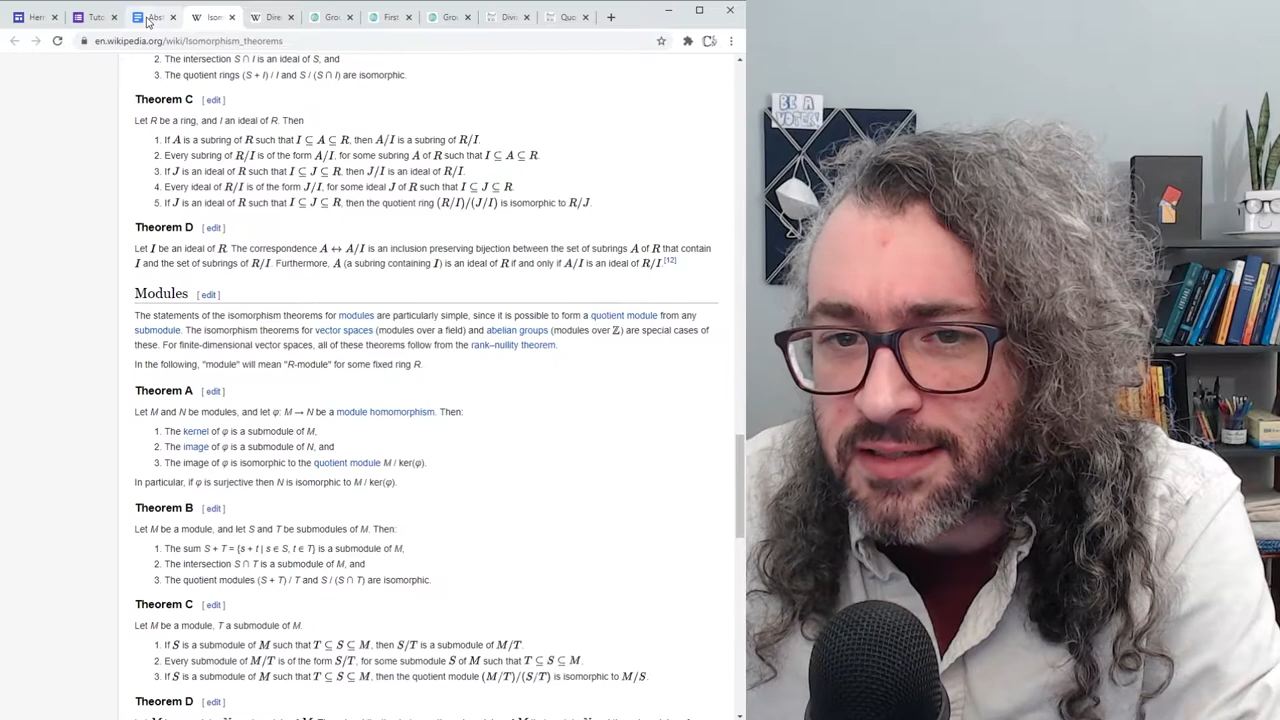 Her
Tuto
Abst
Ison
Dire
Grou
First
Grou
Divis
Quo
en.wikipedia.org/wiki/Isomorphism_theorems
2. The intersection S ∩ I is an ideal of S, and
3. The quotient rings (S + I) / I and S / (S ∩ I) are isomorphic.
Theorem C [ edit ]
Let R be a ring, and I an ideal of R. Then
1. If A is a subring of R such that I ⊆ A ⊆ R, then A/I is a subring of R/I.
2. Every subring of R/I is of the form A/I, for some subring A of R such that I ⊆ A ⊆ R.
3. If J is an ideal of R such that I ⊆ J ⊆ R, then J/I is an ideal of R/I.
4. Every ideal of R/I is of the form J/I, for some ideal J of R such that I ⊆ J ⊆ R.
5. If J is an ideal of R such that I ⊆ J ⊆ R, then the quotient ring (R/I)/(J/I) is isomorphic to R/J.
Theorem D [ edit ]
Let I be an ideal of R. The correspondence A ↔ A/I is an inclusion preserving bijection between the set of subrings A of R that contain
I and the set of subrings of R/I. Furthermore, A (a subring containing I) is an ideal of R if and only if A/I is an ideal of R/I.[12]
Modules [ edit ]
The statements of the isomorphism theorems for modules are particularly simple, since it is possible to form a quotient module from any
submodule. The isomorphism theorems for vector spaces (modules over a field) and abelian groups (modules over ℤ) are special cases of
these. For finite-dimensional vector spaces, all of these theorems follow from the rank–nullity theorem.
In the following, "module" will mean "R-module" for some fixed ring R.
Theorem A [ edit ]
Let M and N be modules, and let φ: M → N be a module homomorphism. Then:
1. The kernel of φ is a submodule of M,
2. The image of φ is a submodule of N, and
3. The image of φ is isomorphic to the quotient module M / ker(φ).
In particular, if φ is surjective then N is isomorphic to M / ker(φ).
Theorem B [ edit ]
Let M be a module, and let S and T be submodules of M. Then:
1. The sum S + T = {s + t | s ∈ S, t ∈ T} is a submodule of M,
2. The intersection S ∩ T is a submodule of M, and
3. The quotient modules (S + T) / T and S / (S ∩ T) are isomorphic.
Theorem C [ edit ]
Let M be a module, T a submodule of M.
1. If S is a submodule of M such that T ⊆ S ⊆ M, then S/T is a submodule of M/T.
2. Every submodule of M/T is of the form S/T, for some submodule S of M such that T ⊆ S ⊆ M.
3. If S is a submodule of M such that T ⊆ S ⊆ M, then the quotient module (M/T)/(S/T) is isomorphic to M/S.
Theorem D [ edit ]
BE A
VOTER!